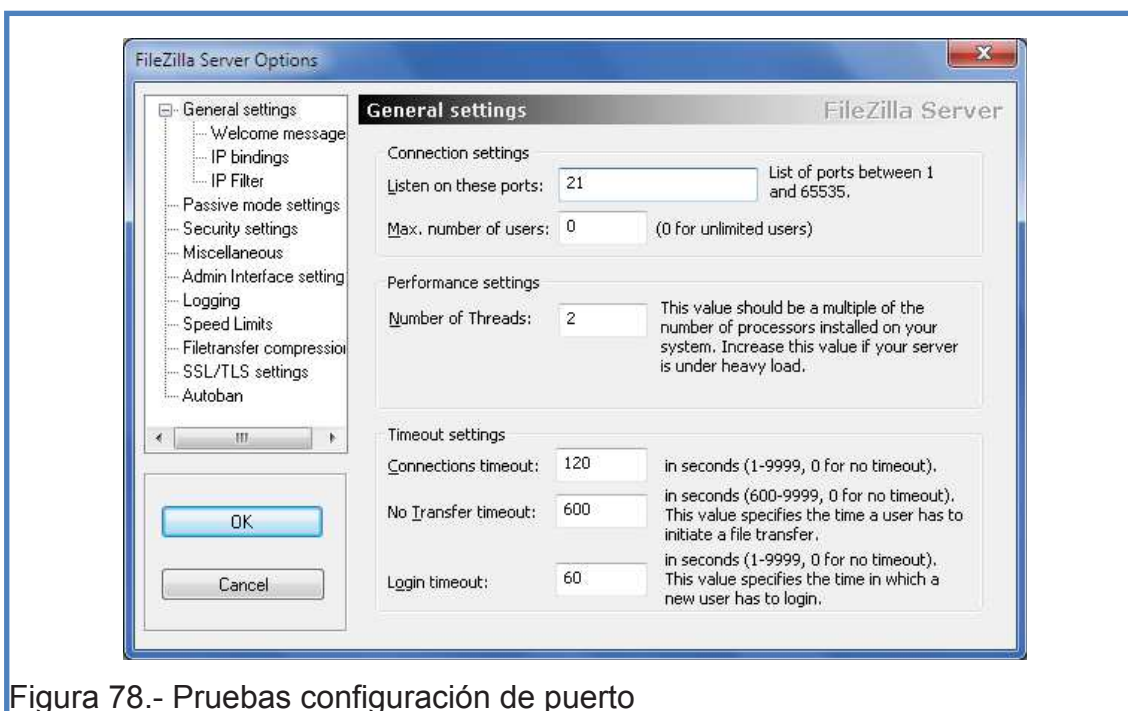 FileZilla Server Options
General settings
Welcome message
IP bindings
IP Filter
Passive mode settings
Security settings
Miscellaneous
Admin Interface setting
Logging
Speed Limits
Filetransfer compressio
SSL/TLS settings
Autoban
OK
Cancel
General settings
FileZilla Server
Connection settings
Listen on these ports: 21
List of ports between 1
and 65535.
Max. number of users: 0 (0 for unlimited users)
Performance settings
Number of Threads: 2
This value should be a multiple of the
number of processors installed on your
system. Increase this value if your server
is under heavy load.
Timeout settings
Connections timeout: 120 in seconds (1-9999, 0 for no timeout).
No Transfer timeout: 600
in seconds (600-9999, 0 for no timeout).
This value specifies the time a user has to
initiate a file transfer.
Login timeout: 60
in seconds (1-9999, 0 for no timeout).
This value specifies the time in which a
new user has to login.
Figura 78.- Pruebas configuración de puerto